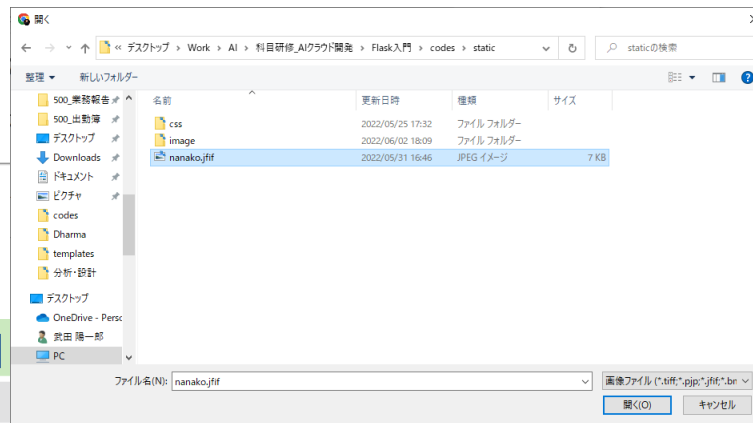 開く
« デスクトップ › Work › AI › 科目研修_AIクラウド開発 › Flask入門 › codes › static
staticの検索
整理 新しいフォルダー
名前 更新日時 種類 サイズ
css 2022/05/25 17:32 ファイル フォルダー
image 2022/06/02 18:09 ファイル フォルダー
nanako.jfif 2022/05/31 16:46 JPEG イメージ 7 KB
500_業務報告
500_出勤簿
デスクトップ
Downloads
ドキュメント
ピクチャ
codes
Dharma
templates
分析・設計
デスクトップ
OneDrive - Perso
武田 陽一郎
PC
ファイル名(N): nanako.jfif
画像ファイル (*.tiff;*.pjp;*.jfif;*.bm
開く(O) キャンセル